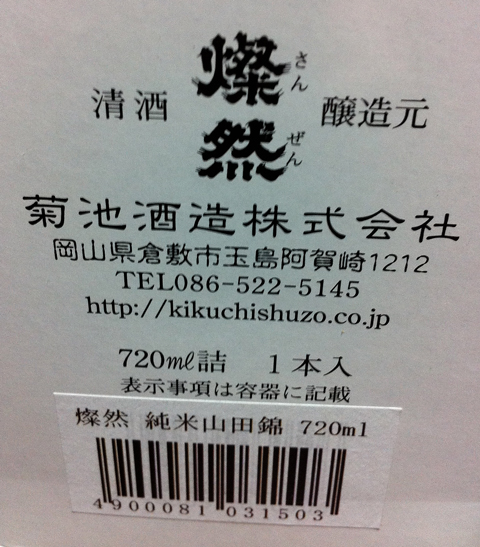 清酒 燦然 醸造元
さんぜん
菊池酒造株式会社
岡山県倉敷市玉島阿賀崎1212
TEL086-522-5145
http://kikuchishuzo.co.jp
720ml詰 1本入
表示事項は容器に記載
燦然 純米山田錦 720ml
4900081031503